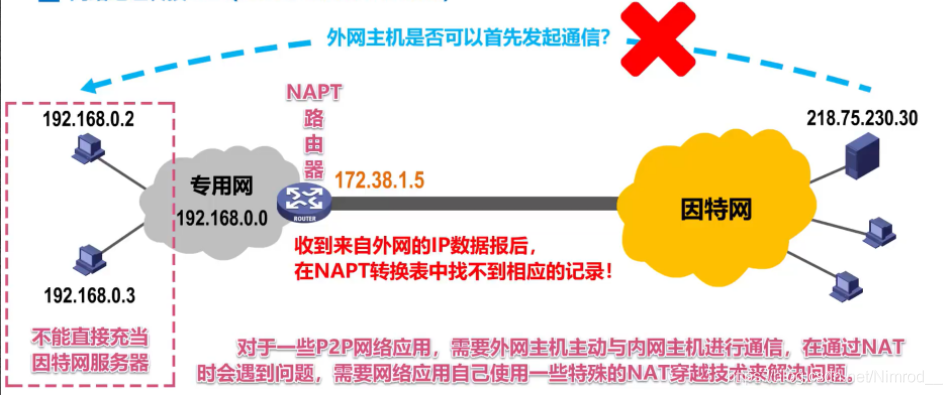 外网主机是否可以首先发起通信？
NAPT
路
由
器
192.168.0.2
218.75.230.30
172.38.1.5
专用网
192.168.0.0
ROUTER
因特网
收到来自外网的IP数据报后，
在NAPT转换表中找不到相应的记录！
192.168.0.3
不能直接充当
因特网服务器
对于一些P2P网络应用，需要外网主机主动与内网主机进行通信，在通过NAT
时会遇到问题，需要网络应用自己使用一些特殊的NAT穿越技术来解决问题。